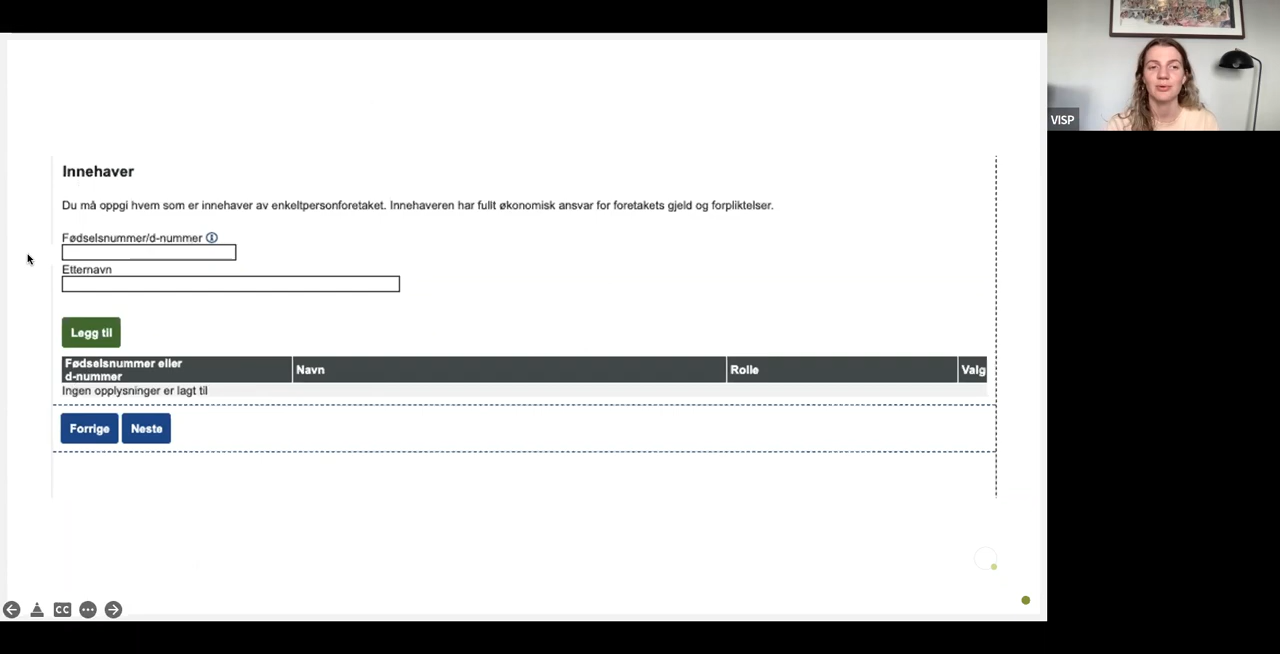 VISP
Innehaver
Du må oppgi hvem som er innehaver av enkeltpersonforetaket. Innehaveren har fullt økonomisk ansvar for foretakets gjeld og forpliktelser.
Fødselsnummer/d-nummer
Etternavn
Legg til
Fødselsnummer eller
d-nummer
Navn
Rolle
Valg
Ingen opplysninger er lagt til
Forrige
Neste
CC